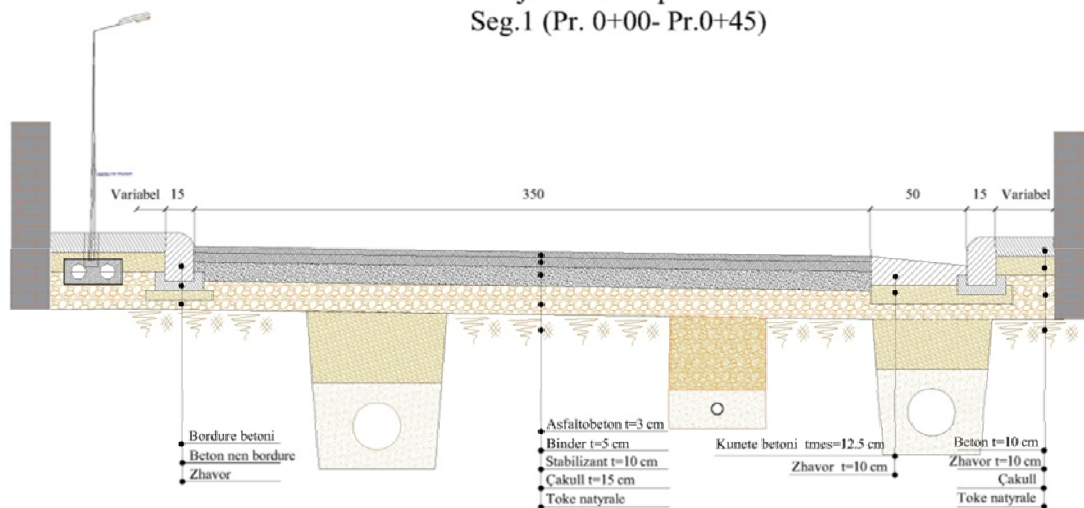 Seg.1 (Pr. 0+00- Pr.0+45)
Variabel 15 350 50 15 Variabel
Bordure betoni
Beton nen bordure
Zhavor
Asfaltobeton t=3 cm
Binder t=5 cm
Stabilizant t=10 cm
Çakull t=15 cm
Toke natyrale
Kunete betoni tmes=12.5 cm
Zhavor t=10 cm
Beton t=10 cm
Zhavor t=10 cm
Çakull
Toke natyrale